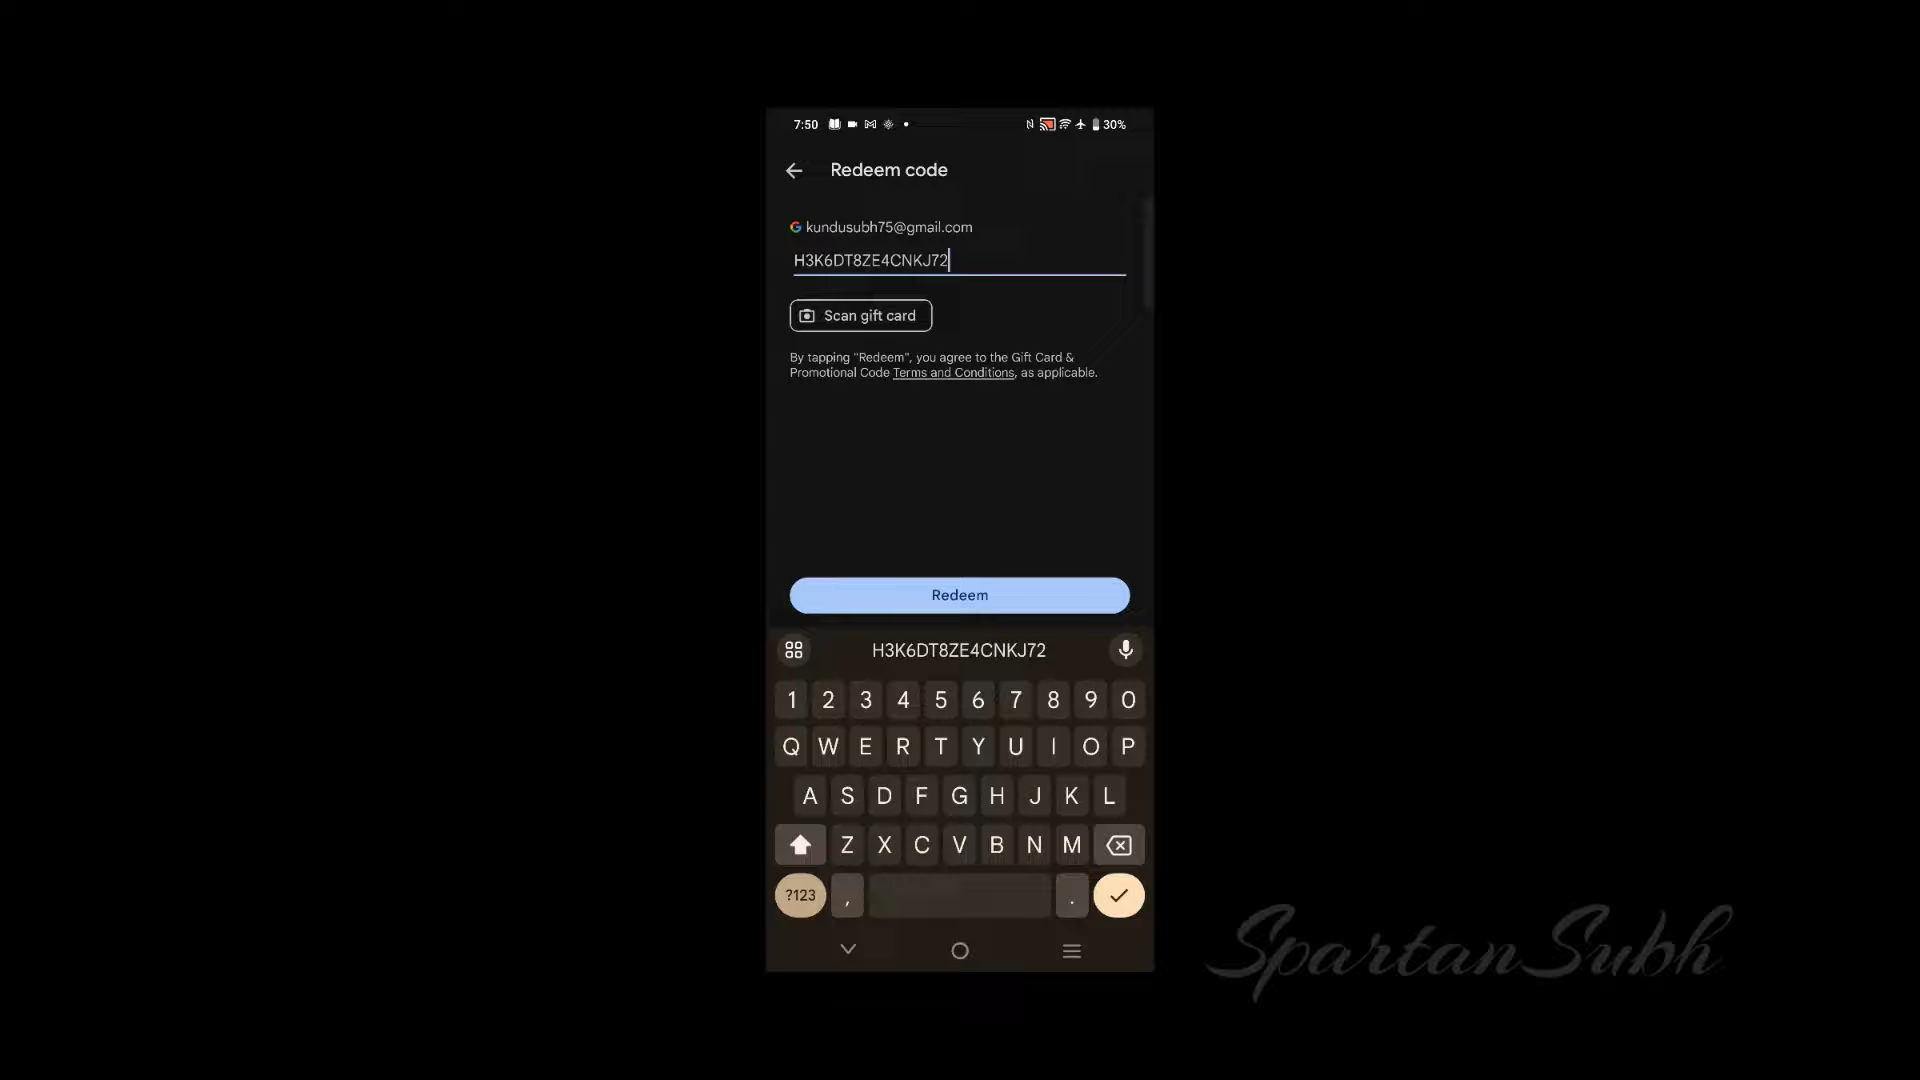 7:50 30%
Redeem code
kundusubh75@gmail.com
H3K6DT8ZE4CNKJ72
Scan gift card
By tapping "Redeem", you agree to the Gift Card &
Promotional Code Terms and Conditions, as applicable.
Redeem
H3K6DT8ZE4CNKJ72
1 2 3 4 5 6 7 8 9 0
Q W E R T Y U I O P
A S D F G H J K L
Z X C V B N M
?123 , .
SpartanSubh